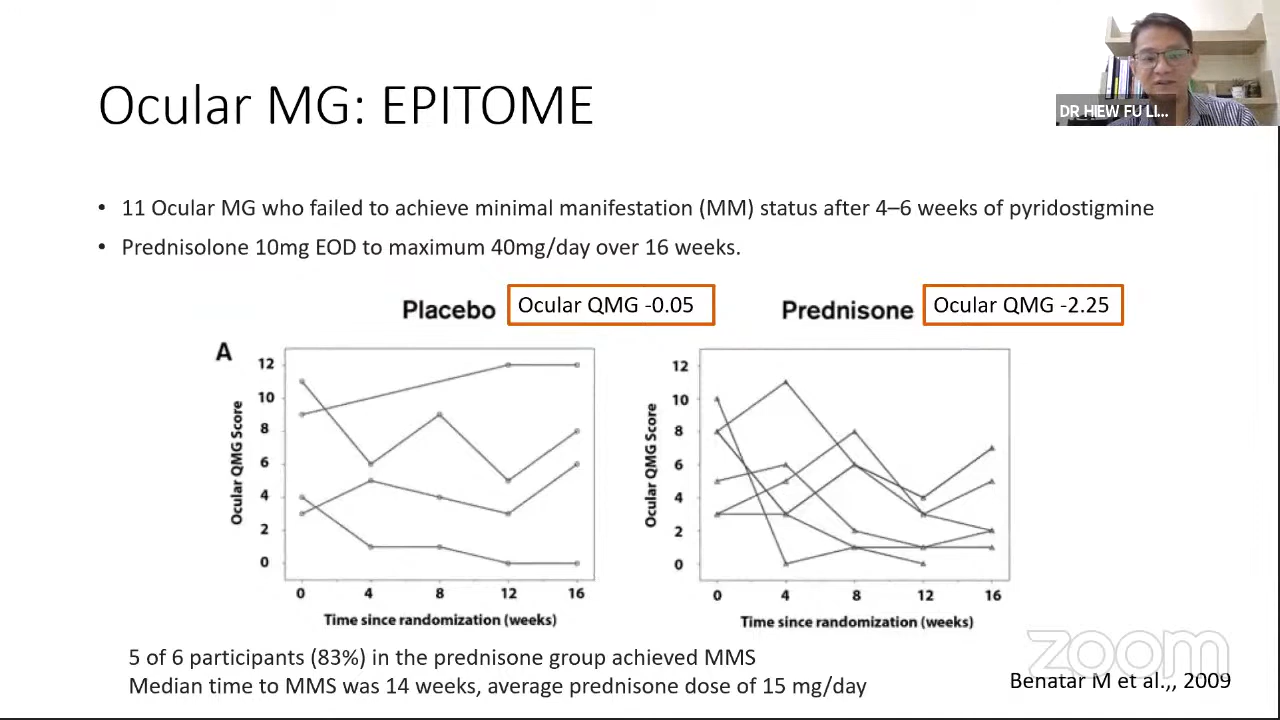 DR HIEW FU LI...
Ocular MG: EPITOME
• 11 Ocular MG who failed to achieve minimal manifestation (MM) status after 4–6 weeks of pyridostigmine
• Prednisolone 10mg EOD to maximum 40mg/day over 16 weeks.
Placebo
Ocular QMG -0.05
Prednisone
Ocular QMG -2.25
A
12
10
8
6
4
2
0
Ocular QMG Score
0 4 8 12 16
Time since randomization (weeks)
12
10
8
6
4
2
0
Ocular QMG Score
0 4 8 12 16
Time since randomization (weeks)
5 of 6 participants (83%) in the prednisone group achieved MMS
Median time to MMS was 14 weeks, average prednisone dose of 15 mg/day
zoom
Benatar M et al.,, 2009